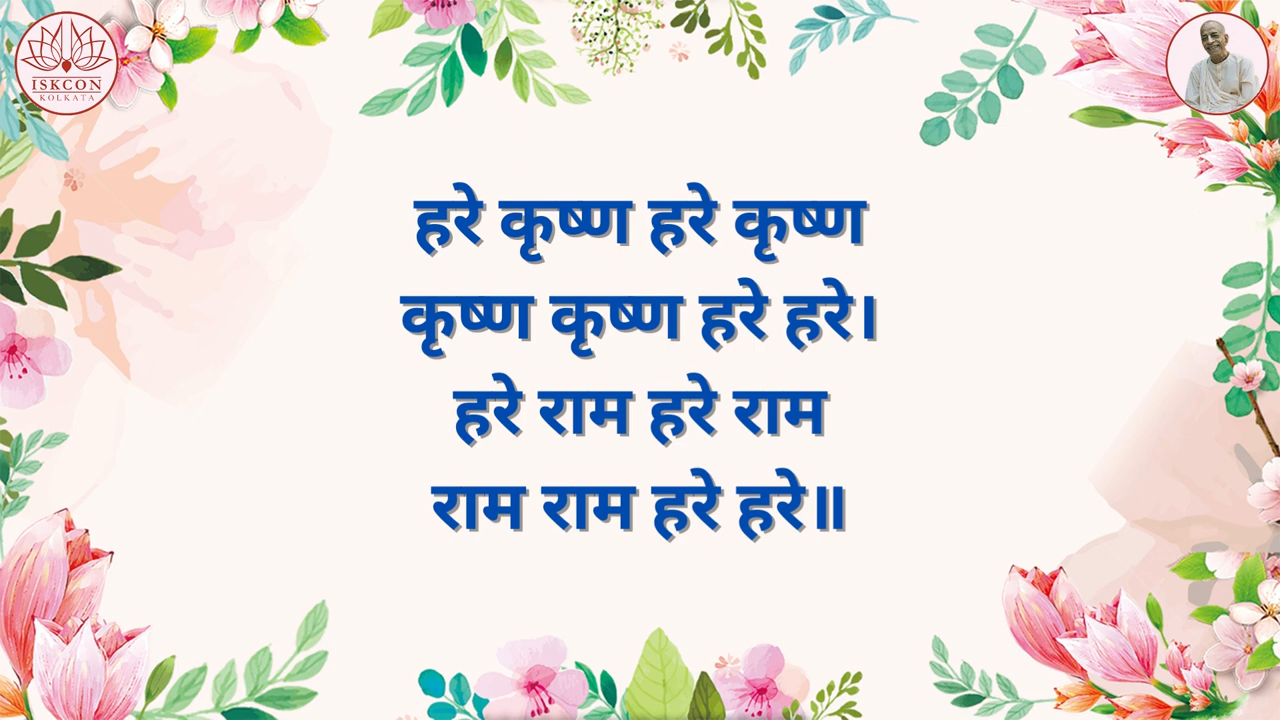 ISKCON
KOLKATA
हरे कृष्ण हरे कृष्ण
कृष्ण कृष्ण हरे हरे।
हरे राम हरे राम
राम राम हरे हरे॥